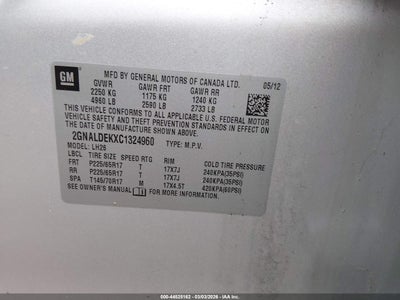 GM
MFD BY GENERAL MOTORS OF CANADA LTD. 05/12
GVWR GAWR FRT GAWR RR
2250 KG 1175 KG 1240 KG
4960 LB 2590 LB 2733 LB
THIS VEHICLE CONFORMS TO ALL APPLICABLE U.S. FEDERAL MOTOR
VEHICLE SAFETY, BUMPER, AND THEFT PREVENTION STANDARDS
IN EFFECT ON THE DATE OF MANUFACTURE SHOWN ABOVE.
2GNALDEKXC1324960 TYPE: M.P.V.
MODEL: LH26
LBCL TIRE SIZE SPEED RTG RIM COLD TIRE PRESSURE
FRT P225/65R17 T 17X7J 240KPA(35PSI)
RR P225/65R17 T 17X7J 240KPA(35PSI)
SPA T145/70R17 M 17X4.5T 420KPA(60PSI)
SEE OWNER'S MANUAL FOR MORE INFORMATION.
000-44828162 - 03/03/2026 - iaai.com